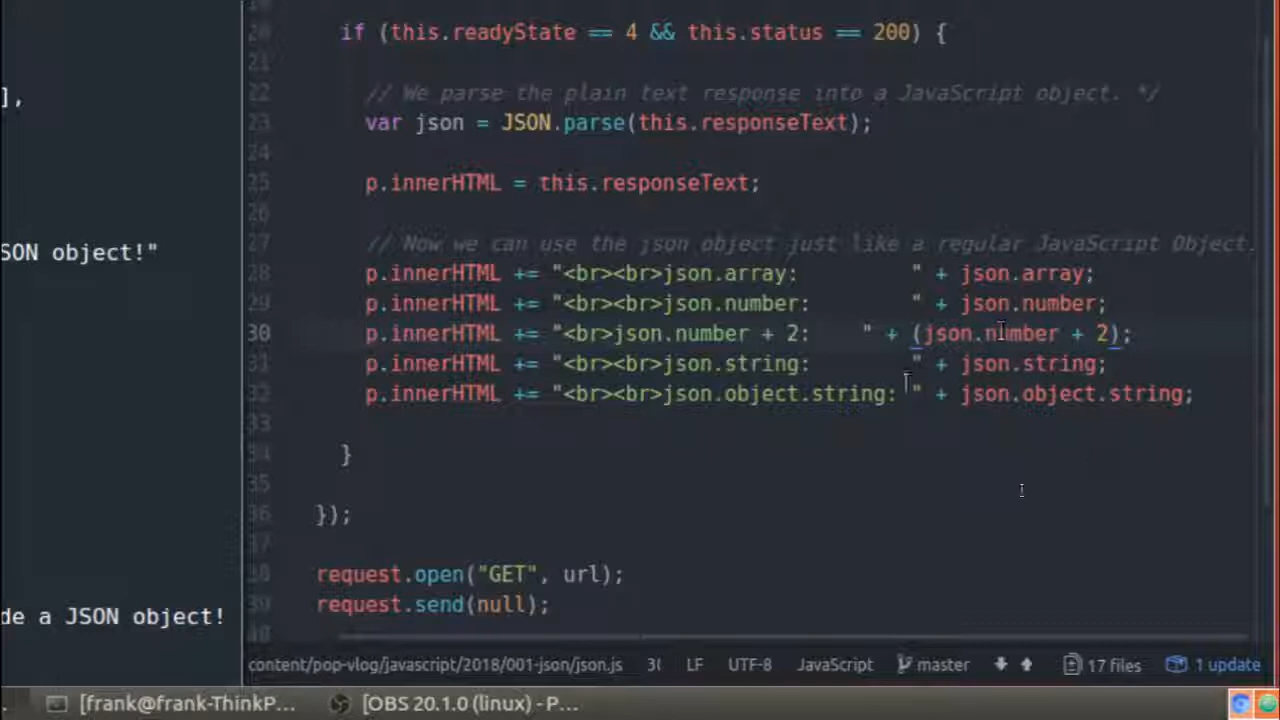 20 if (this.readyState == 4 && this.status == 200) {
21
],
22 // We parse the plain text response into a JavaScript object. */
23 var json = JSON.parse(this.responseText);
24
25 p.innerHTML = this.responseText;
26
SON object!"
27 // Now we can use the json object just like a regular JavaScript Object.
28 p.innerHTML += "<br><br>json.array: " + json.array;
29 p.innerHTML += "<br><br>json.number: " + json.number;
30 p.innerHTML += "<br>json.number + 2: " + (json.number + 2);
31 p.innerHTML += "<br><br>json.string: " + json.string;
32 p.innerHTML += "<br><br>json.object.string: " + json.object.string;
33
34 }
35
36 });
37
38 request.open("GET", url);
39 request.send(null);
de a JSON object!
40
content/pop-vlog/javascript/2018/001-json/json.js LF UTF-8 JavaScript master 17 files 1 update
[frank@frank-ThinkP... [OBS 20.1.0 (linux) - P...